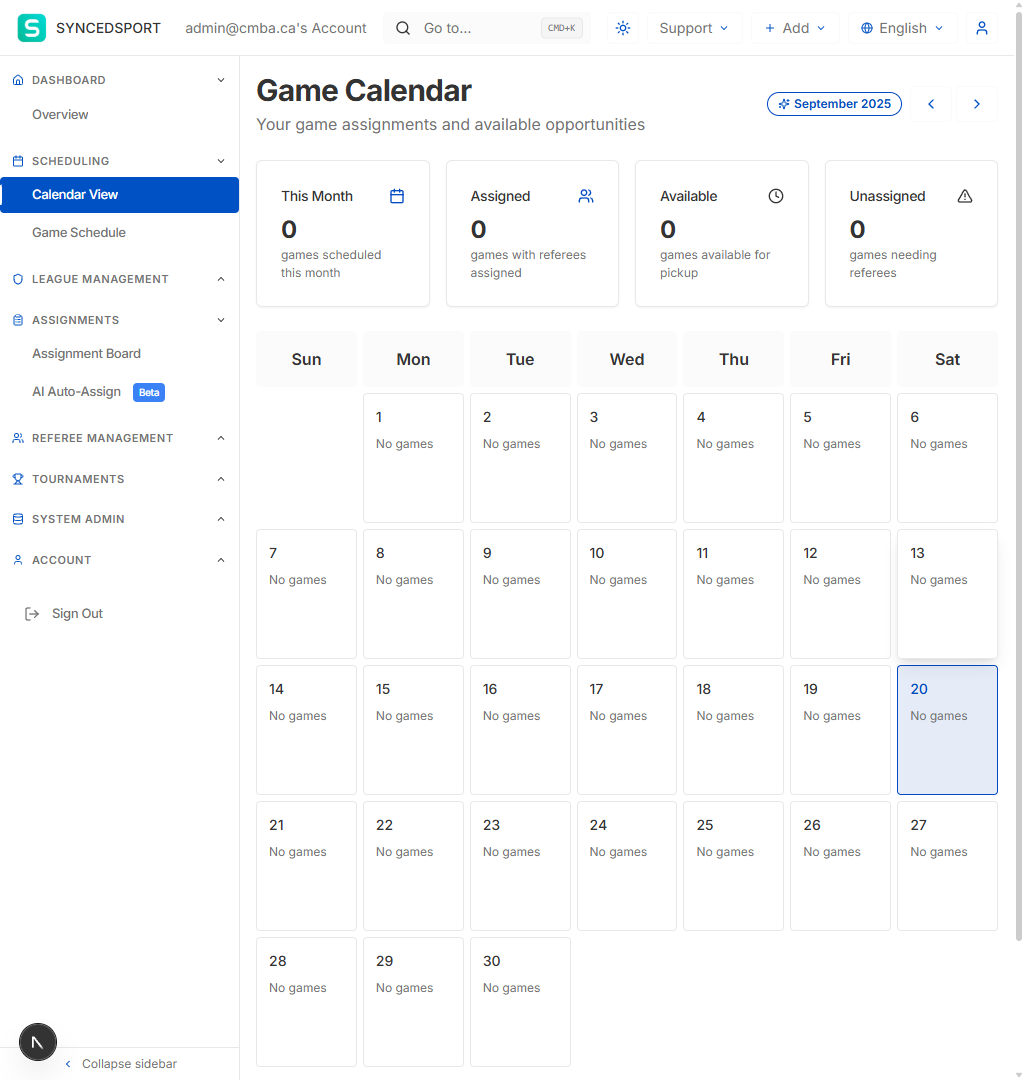 S SYNCEDSPORT admin@cmba.ca's Account Go to... CMD+K Support Add English
DASHBOARD
Overview
SCHEDULING
Calendar View
Game Schedule
LEAGUE MANAGEMENT
ASSIGNMENTS
Assignment Board
AI Auto-Assign Beta
REFEREE MANAGEMENT
TOURNAMENTS
SYSTEM ADMIN
ACCOUNT
Sign Out
N
Collapse sidebar
Game Calendar
Your game assignments and available opportunities
September 2025
This Month
0
games scheduled
this month
Assigned
0
games with referees
assigned
Available
0
games available for
pickup
Unassigned
0
games needing
referees
Sun Mon Tue Wed Thu Fri Sat
1 2 3 4 5 6
No games No games No games No games No games No games
7 8 9 10 11 12 13
No games No games No games No games No games No games No games
14 15 16 17 18 19 20
No games No games No games No games No games No games No games
21 22 23 24 25 26 27
No games No games No games No games No games No games No games
28 29 30
No games No games No games